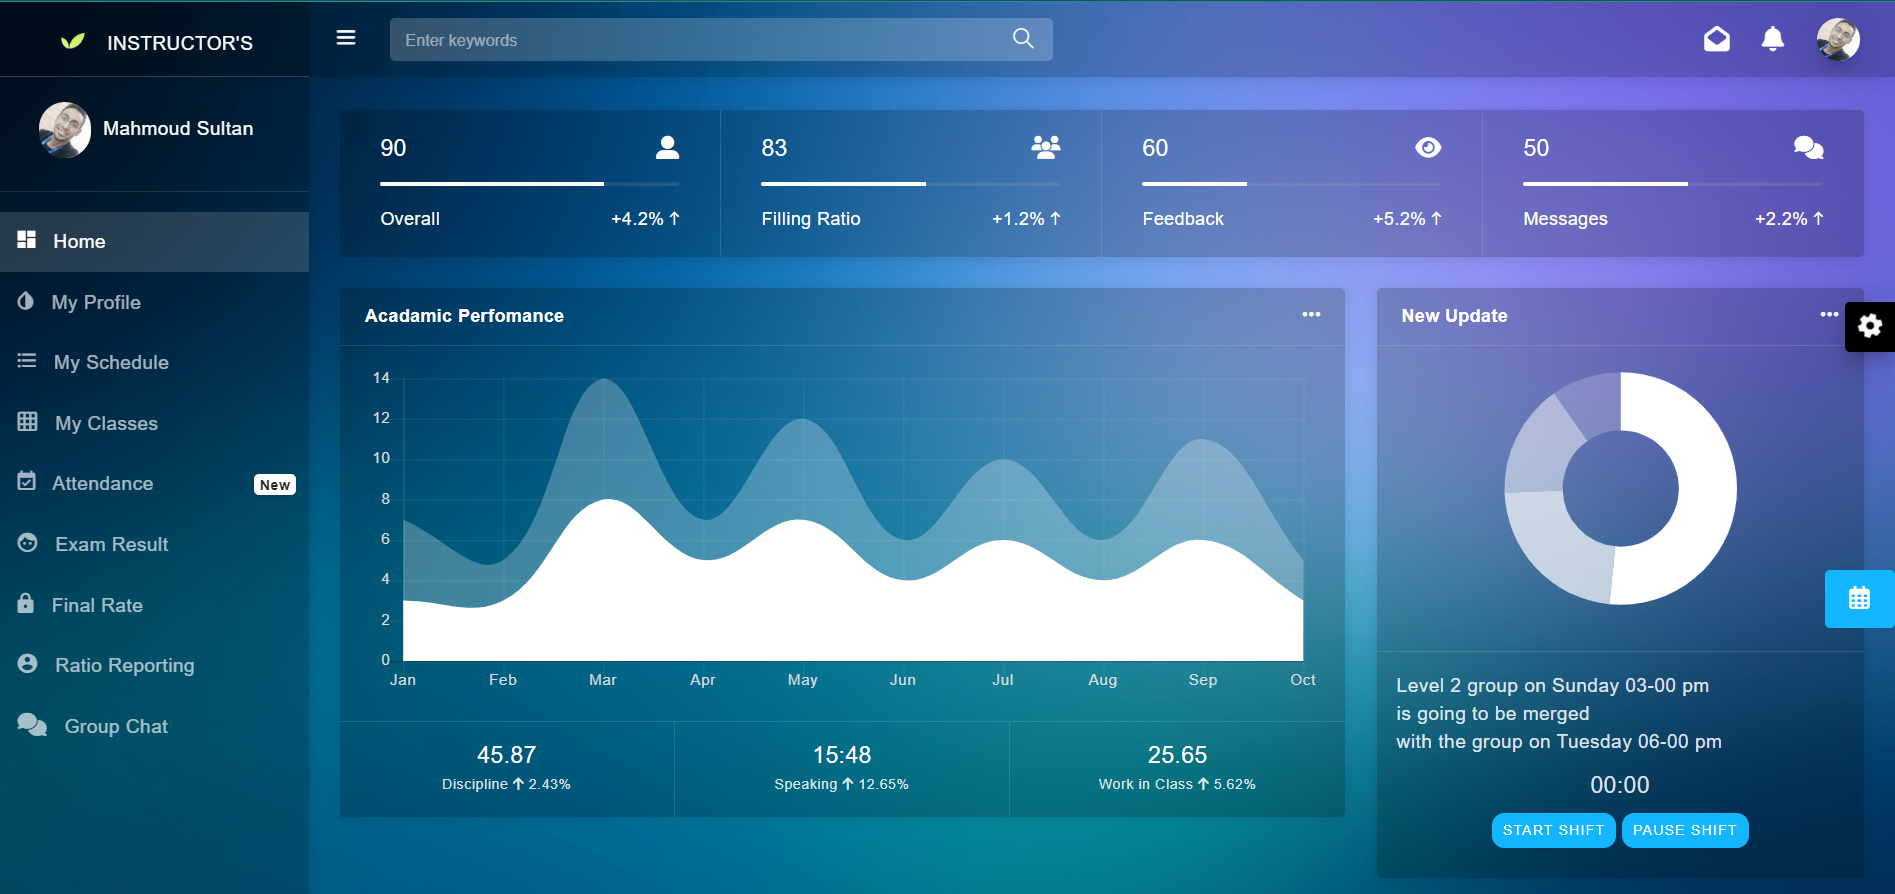 INSTRUCTOR'S
Enter keywords
Mahmoud Sultan
Home
My Profile
My Schedule
My Classes
Attendance New
Exam Result
Final Rate
Ratio Reporting
Group Chat
90
Overall +4.2%
83
Filling Ratio +1.2%
60
Feedback +5.2%
50
Messages +2.2%
Acadamic Perfomance
14
12
10
8
6
4
2
0
Jan Feb Mar Apr May Jun Jul Aug Sep Oct
45.87
Discipline 2.43%
15:48
Speaking 12.65%
25.65
Work in Class 5.62%
New Update
Level 2 group on Sunday 03-00 pm
is going to be merged
with the group on Tuesday 06-00 pm
00:00
START SHIFT PAUSE SHIFT